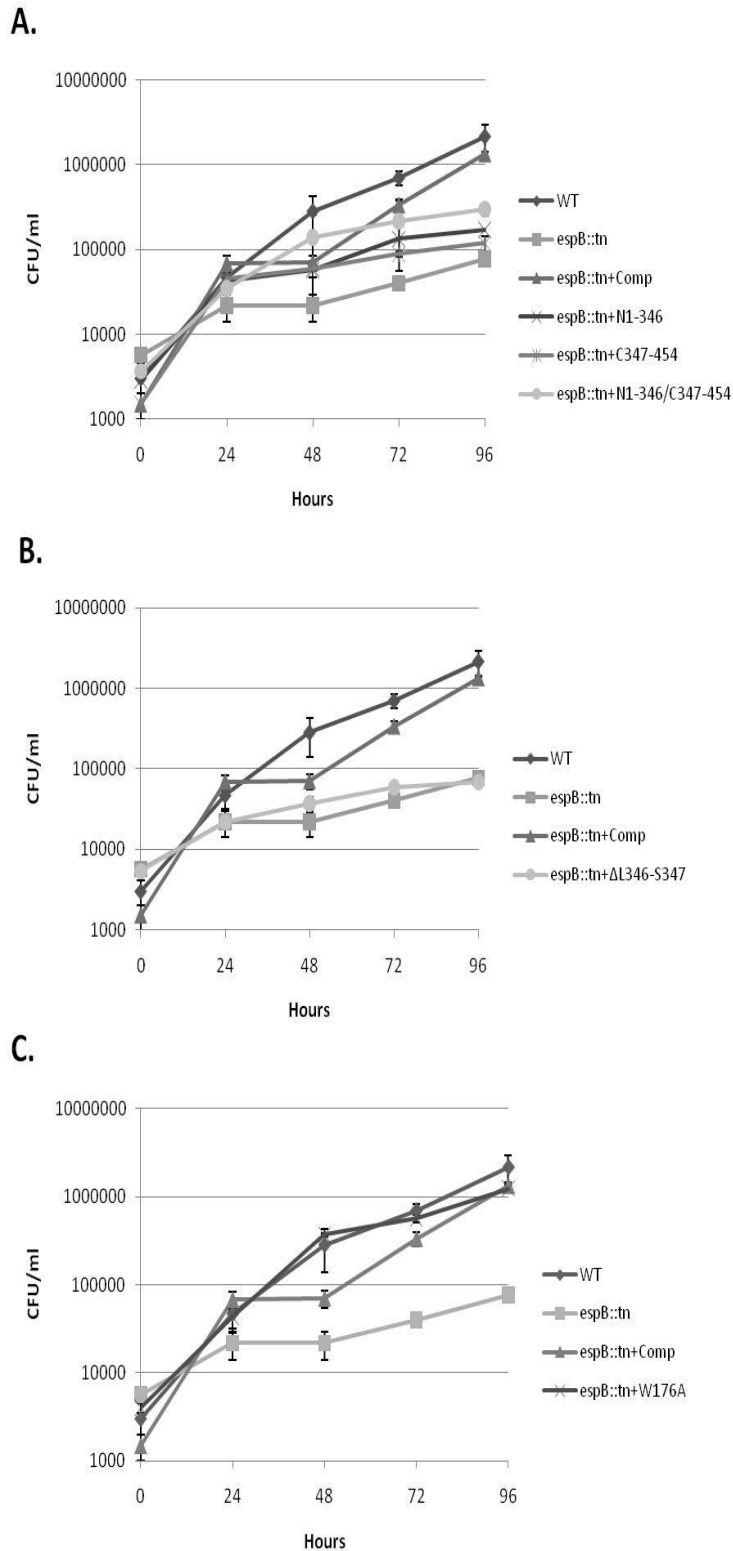 A.
10000000
1000000
100000
10000
1000
CFU/ml
0 24 48 72 96
Hours
WT
espB::tn
espB::tn+Comp
espB::tn+N1-346
espB::tn+C347-454
espB::tn+N1-346/C347-454
B.
10000000
1000000
100000
10000
1000
CFU/ml
0 24 48 72 96
Hours
WT
espB::tn
espB::tn+Comp
espB::tn+ΔL346-S347
C.
10000000
1000000
100000
10000
1000
CFU/ml
0 24 48 72 96
Hours
WT
espB::tn
espB::tn+Comp
espB::tn+W176A